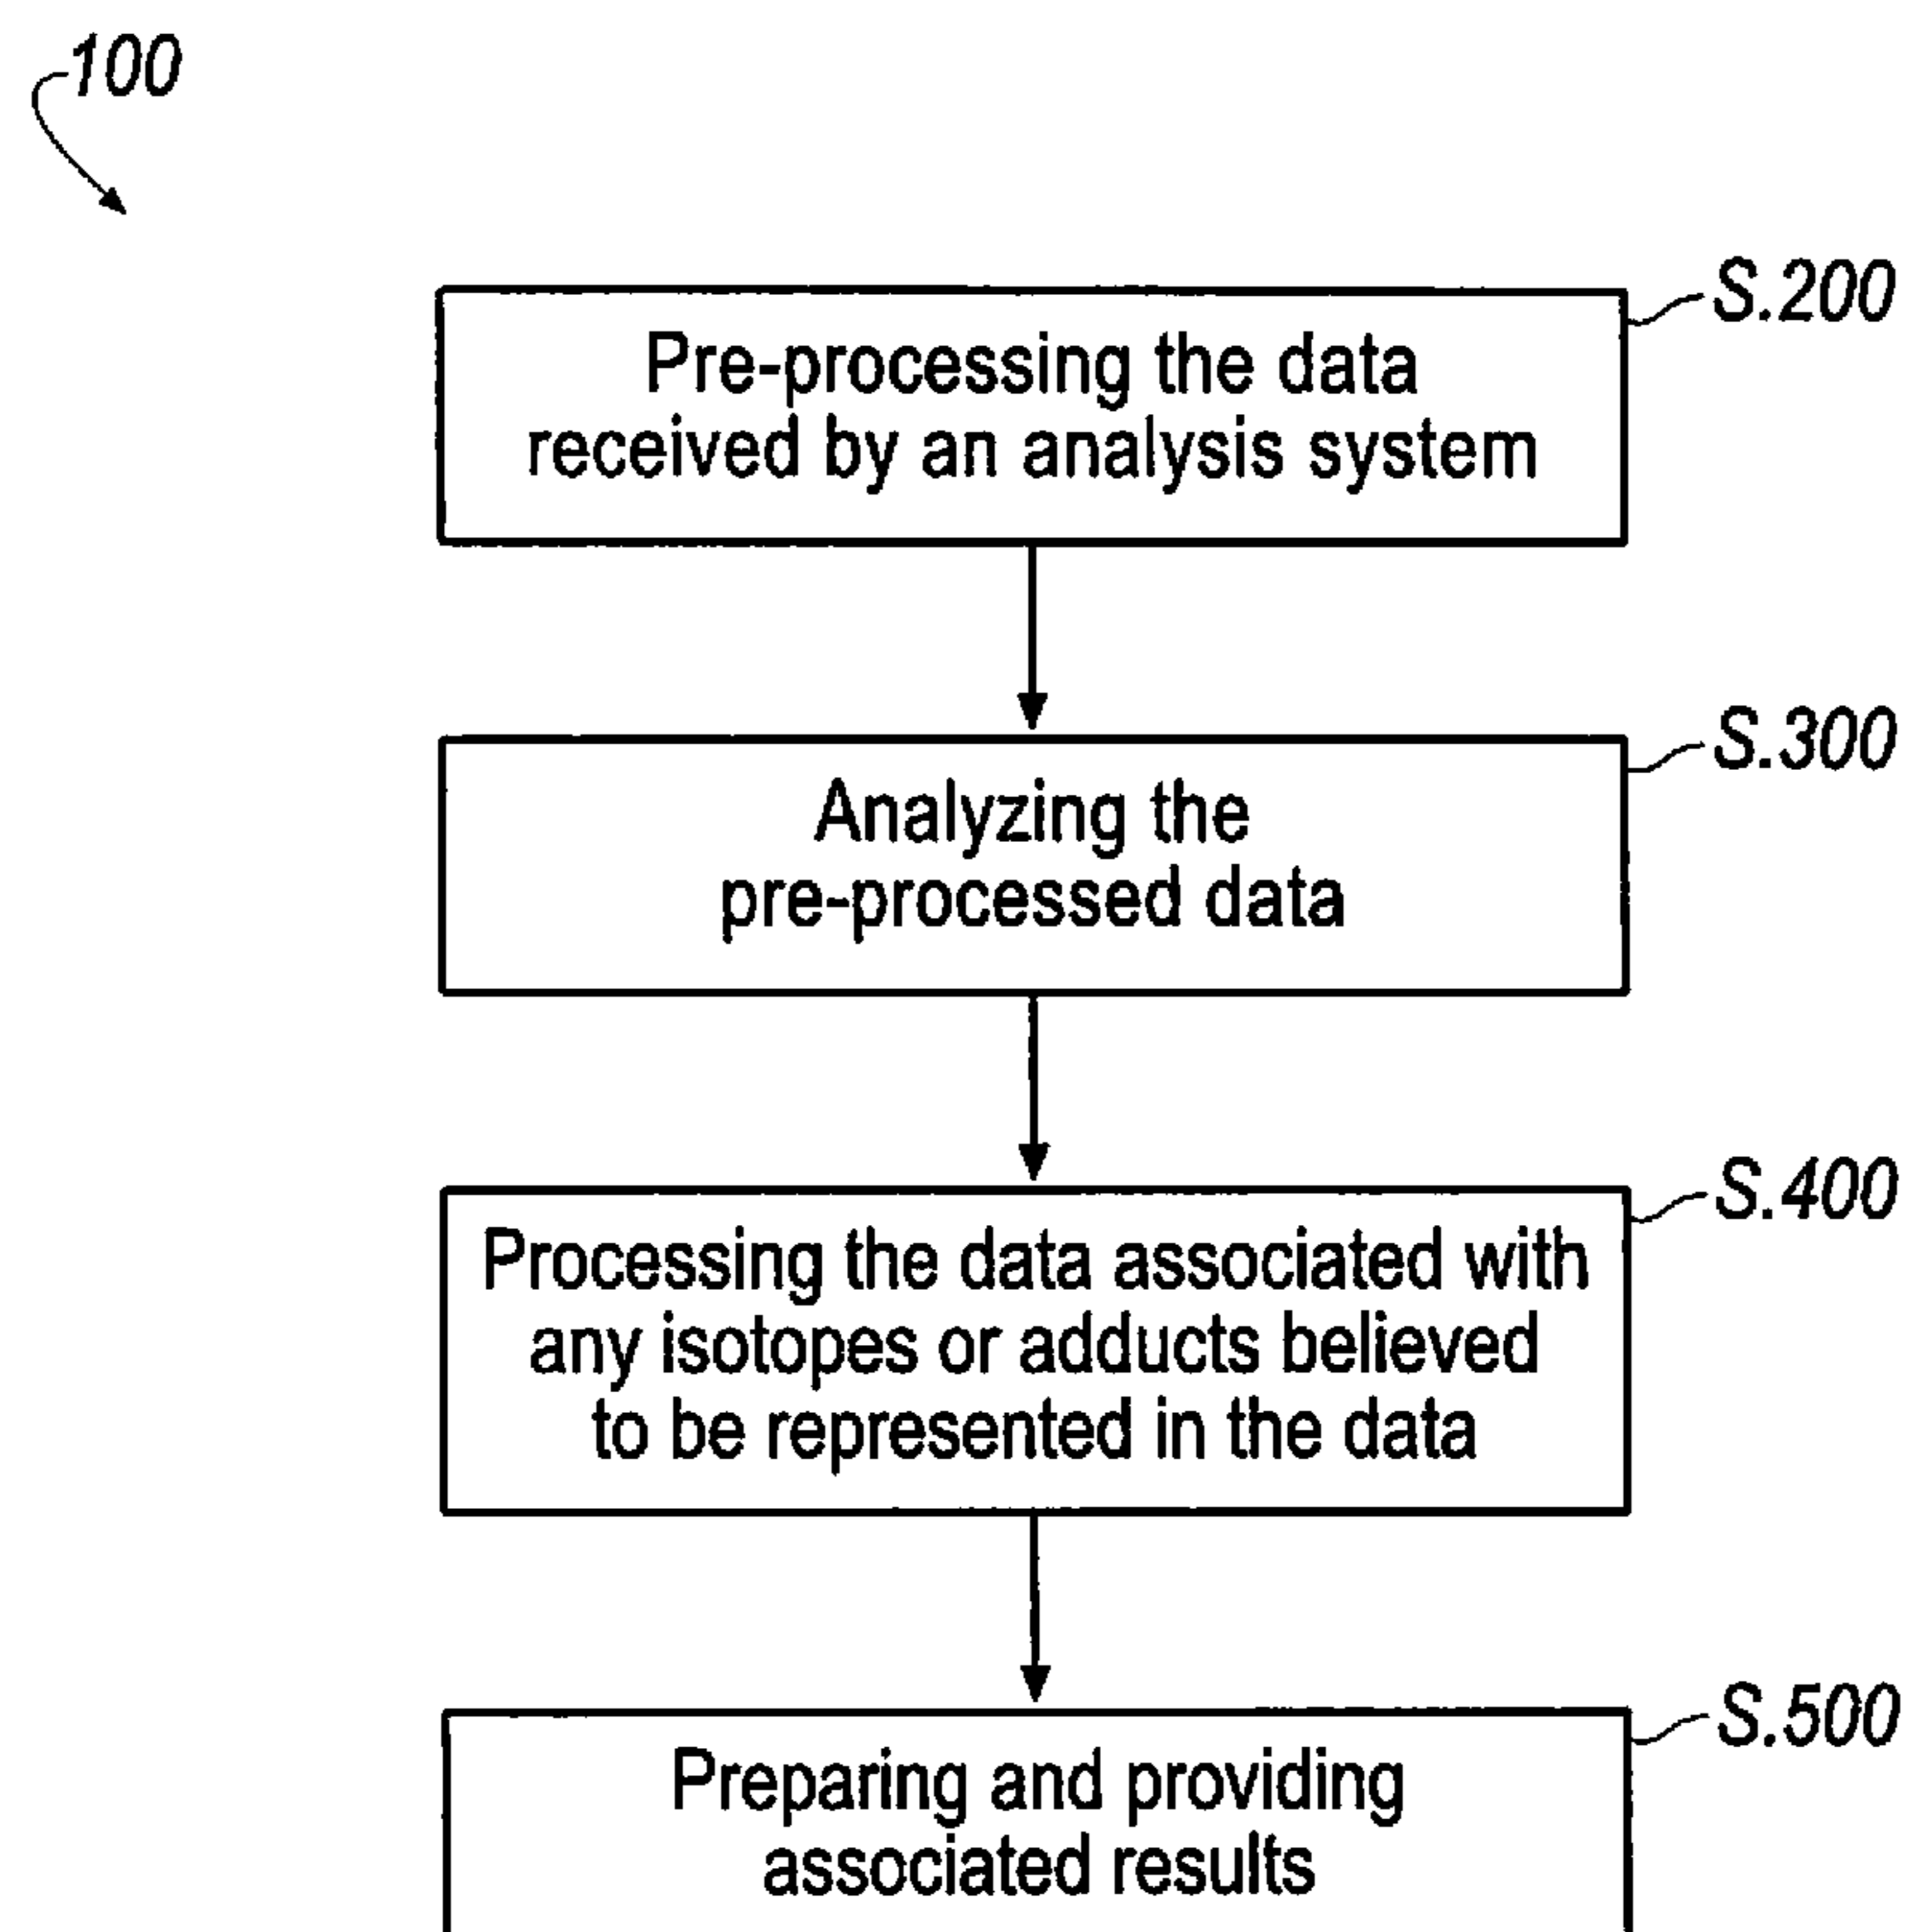 100
S.200
Pre-processing the data
received by an analysis system
S.300
Analyzing the
pre-processed data
S.400
Processing the data associated with
any isotopes or adducts believed
to be represented in the data
S.500
Preparing and providing
associated results